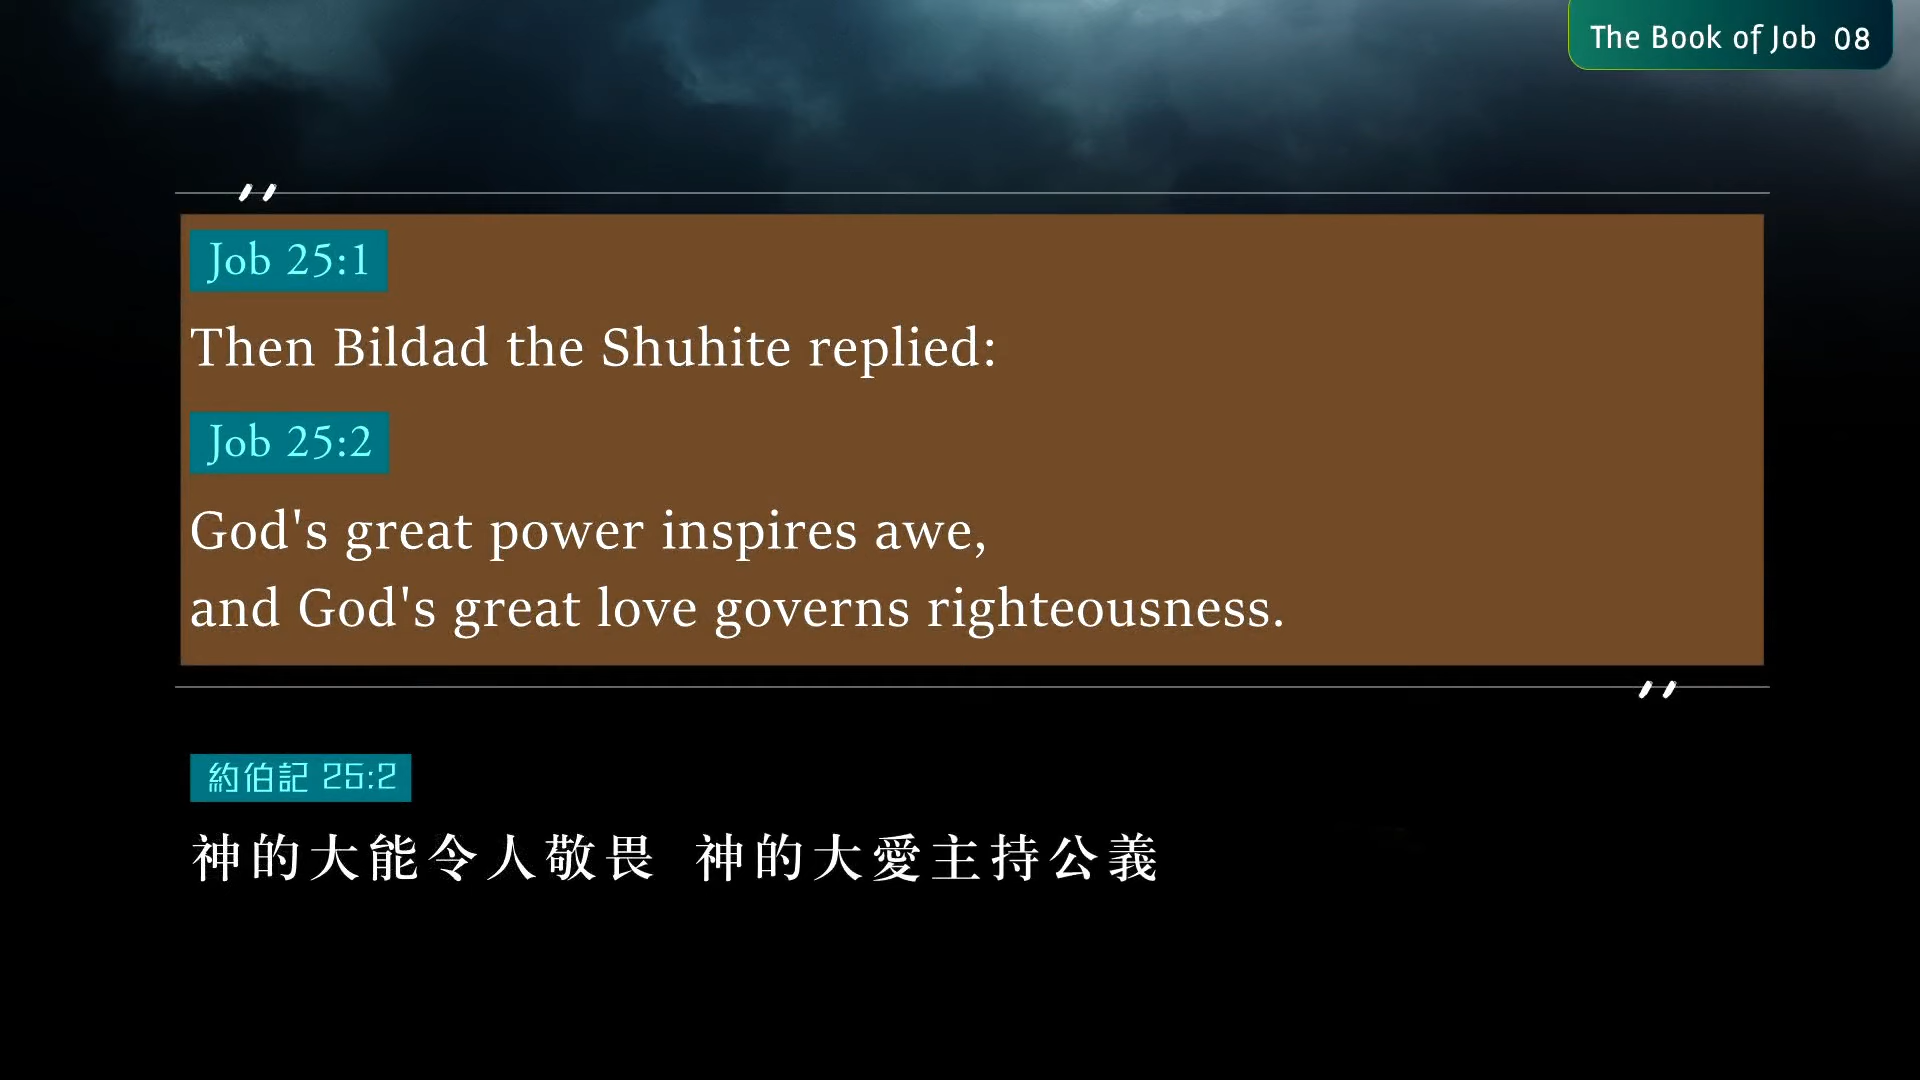 The Book of Job 08
Job 25:1
Then Bildad the Shuhite replied:
Job 25:2
God's great power inspires awe,
and God's great love governs righteousness.
約伯記 25:2
神的大能令人敬畏 神的大愛主持公義